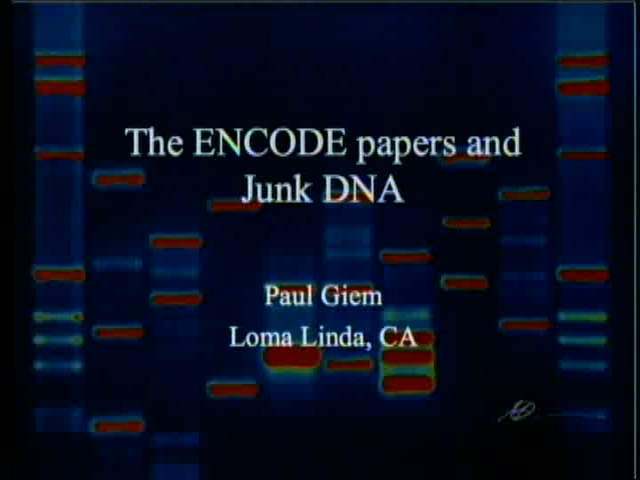 The ENCODE papers and
Junk DNA
Paul Giem
Loma Linda, CA